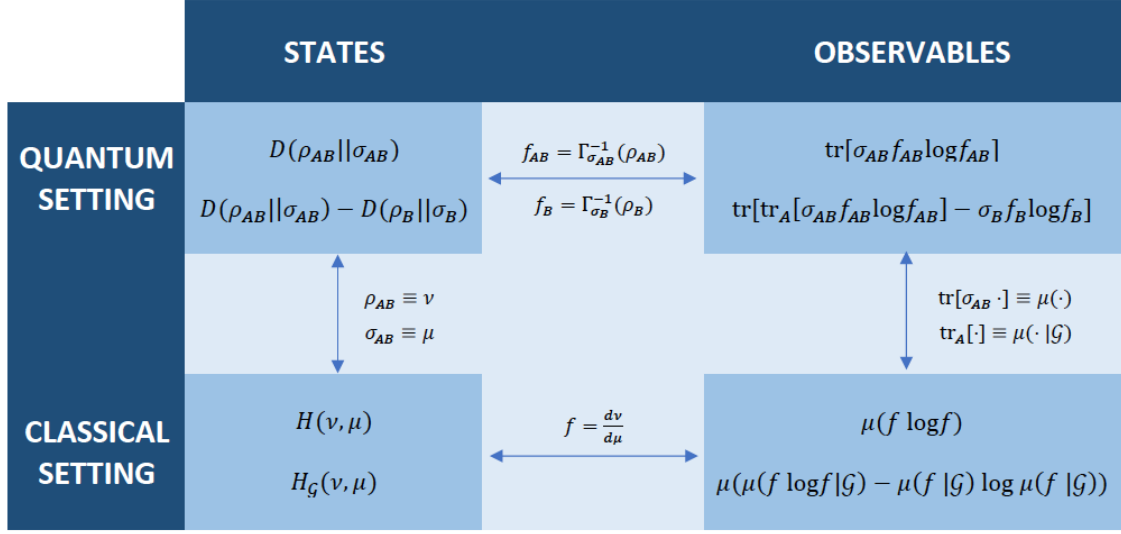 STATES
OBSERVABLES
QUANTUM
SETTING
D(ρ_AB||σ_AB)
D(ρ_AB||σ_AB) − D(ρ_B||σ_B)
f_AB = Γ^{-1}_{σ_AB}(ρ_AB)
f_B = Γ^{-1}_{σ_B}(ρ_B)
tr[σ_AB f_AB log f_AB]
tr[tr_A[σ_AB f_AB log f_AB] − σ_B f_B log f_B]
ρ_AB ≡ ν
σ_AB ≡ μ
tr[σ_AB ·] ≡ μ(·)
tr_A[·] ≡ μ(· |𝒢)
CLASSICAL
SETTING
H(ν, μ)
H_𝒢(ν, μ)
f = dν/dμ
μ(f log f)
μ(μ(f log f|𝒢) − μ(f |𝒢) log μ(f |𝒢))